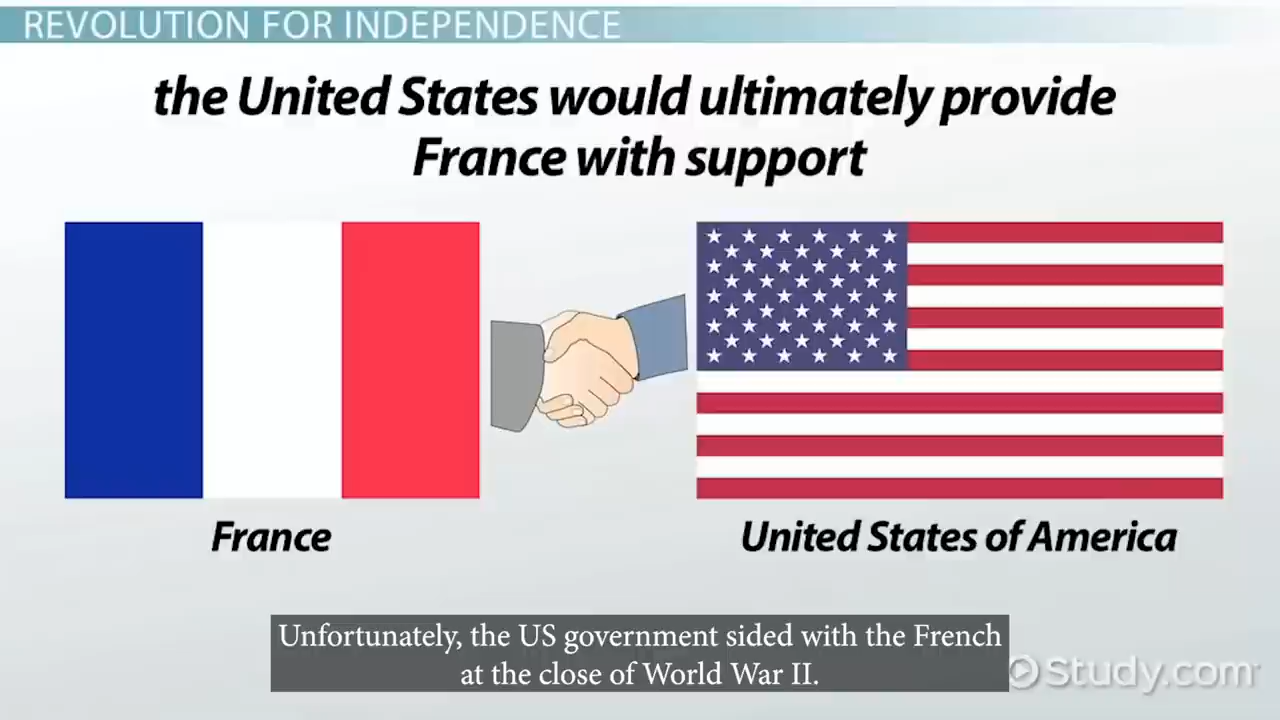 REVOLUTION FOR INDEPENDENCE
the United States would ultimately provide
France with support
France
United States of America
Unfortunately, the US government sided with the French
at the close of World War II.
Study.com